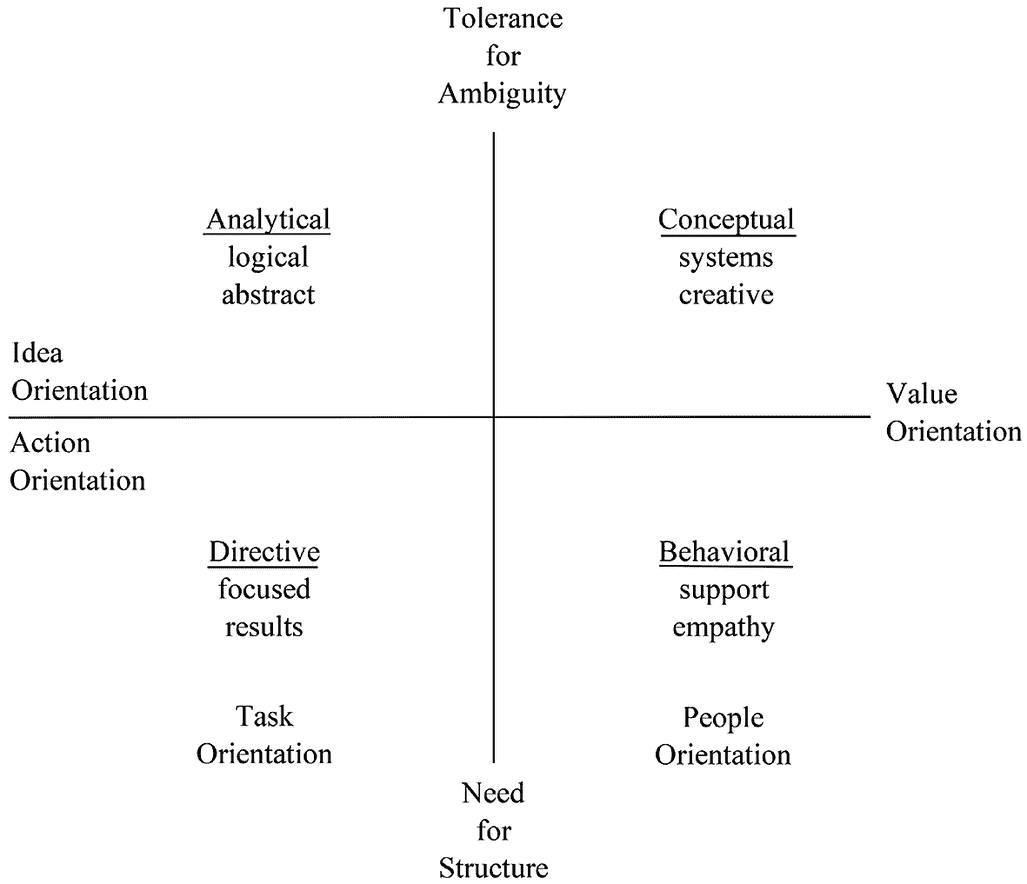 Tolerance
for
Ambiguity
Analytical
logical
abstract
Conceptual
systems
creative
Idea
Orientation
Value
Orientation
Action
Orientation
Directive
focused
results
Behavioral
support
empathy
Task
Orientation
People
Orientation
Need
for
Structure